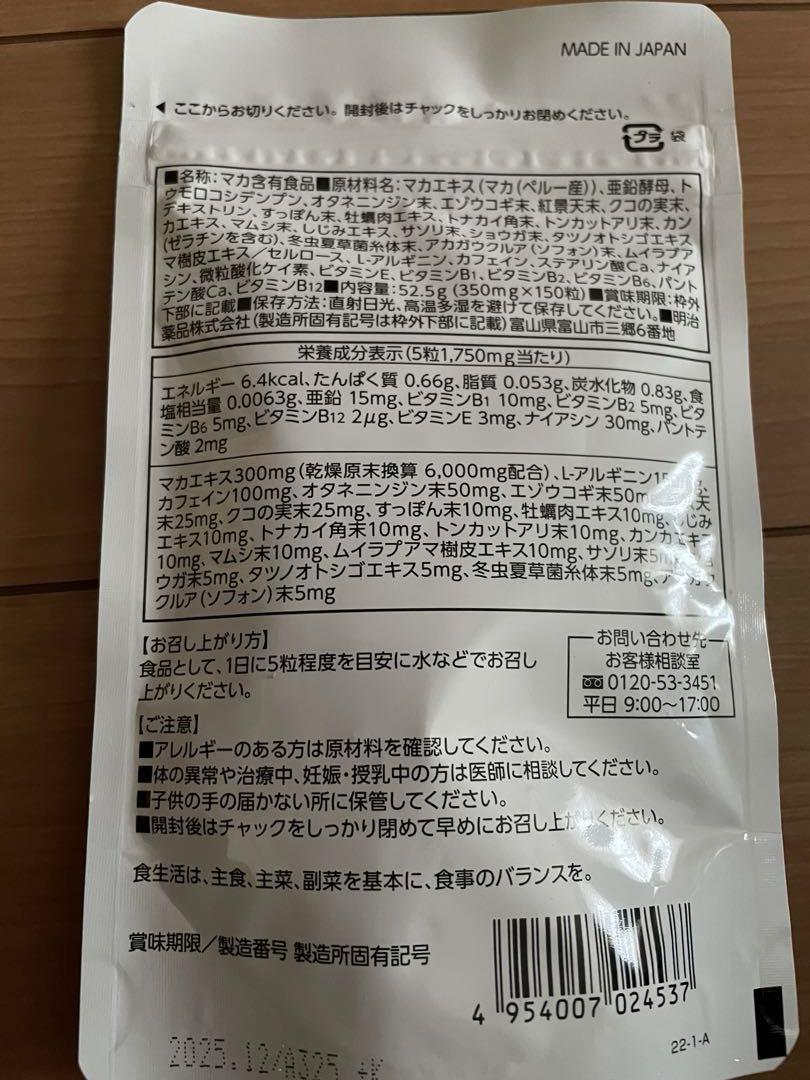 MADE IN JAPAN
◀ ここからお切りください。開封後はチャックをしっかりお閉めください。
プラ 袋
■名称:マカ含有食品■原材料名:マカエキス(マカ(ペルー産))、亜鉛酵母、ト
ウモロコシデンプン、オタネニンジン末、エゾウコギ末、紅景天末、クコの実末、
デキストリン、すっぽん末、牡蠣肉エキス、トナカイ角末、トンカットアリ末、カン
カエキス、マムシ末、しじみエキス、サソリ末、ショウガ末、タツノオトシゴエキス
(ゼラチンを含む)、冬虫夏草菌糸体末、アカガウクルア(ソフォン)末、ムイラプア
マ樹皮エキス/セルロース、L-アルギニン、カフェイン、ステアリン酸Ca、ナイア
シン、微粒酸化ケイ素、ビタミンE、ビタミンB1、ビタミンB2、ビタミンB6、パント
テン酸Ca、ビタミンB12■内容量:52.5g(350mg×150粒)■賞味期限:枠外
下部に記載■保存方法:直射日光、高温多湿を避けて保存してください。■明治
薬品株式会社(製造所固有記号は枠外下部に記載)富山県富山市三郷6番地
栄養成分表示(5粒1,750mg当たり)
エネルギー 6.4kcal、たんぱく質 0.66g、脂質 0.053g、炭水化物 0.83g、食
塩相当量 0.0063g、亜鉛 15mg、ビタミンB1 10mg、ビタミンB2 5mg、ビタ
ミンB6 5mg、ビタミンB12 2μg、ビタミンE 3mg、ナイアシン 30mg、パントテ
ン酸 2mg
マカエキス300mg(乾燥原末換算 6,000mg配合)、L-アルギニン
カフェイン100mg、オタネニンジン末50mg、エゾウコギ末50m 天
末25mg、クコの実末25mg、すっぽん末10mg、牡蠣肉エキス10mg、しじみ
エキス10mg、トナカイ角末10mg、トンカットアリ末10mg、カンカエキス
10mg、マムシ末10mg、ムイラプアマ樹皮エキス10mg、サソリ末5m
ウガ末5mg、タツノオトシゴエキス5mg、冬虫夏草菌糸体末5mg、
クルア(ソフォン)末5mg
【お召し上がり方】
食品として、1日に5粒程度を目安に水などでお召し
上がりください。
お問い合わせ先
お客様相談室
0120-53-3451
平日 9:00〜17:00
【ご注意】
■アレルギーのある方は原材料を確認してください。
■体の異常や治療中、妊娠・授乳中の方は医師に相談してください。
■子供の手の届かない所に保管してください。
■開封後はチャックをしっかり閉めて早めにお召し上がりください。
食生活は、主食、主菜、副菜を基本に、食事のバランスを。
賞味期限/製造番号 製造所固有記号
4 954007 024537
22-1-A
2025.12/A325 +K